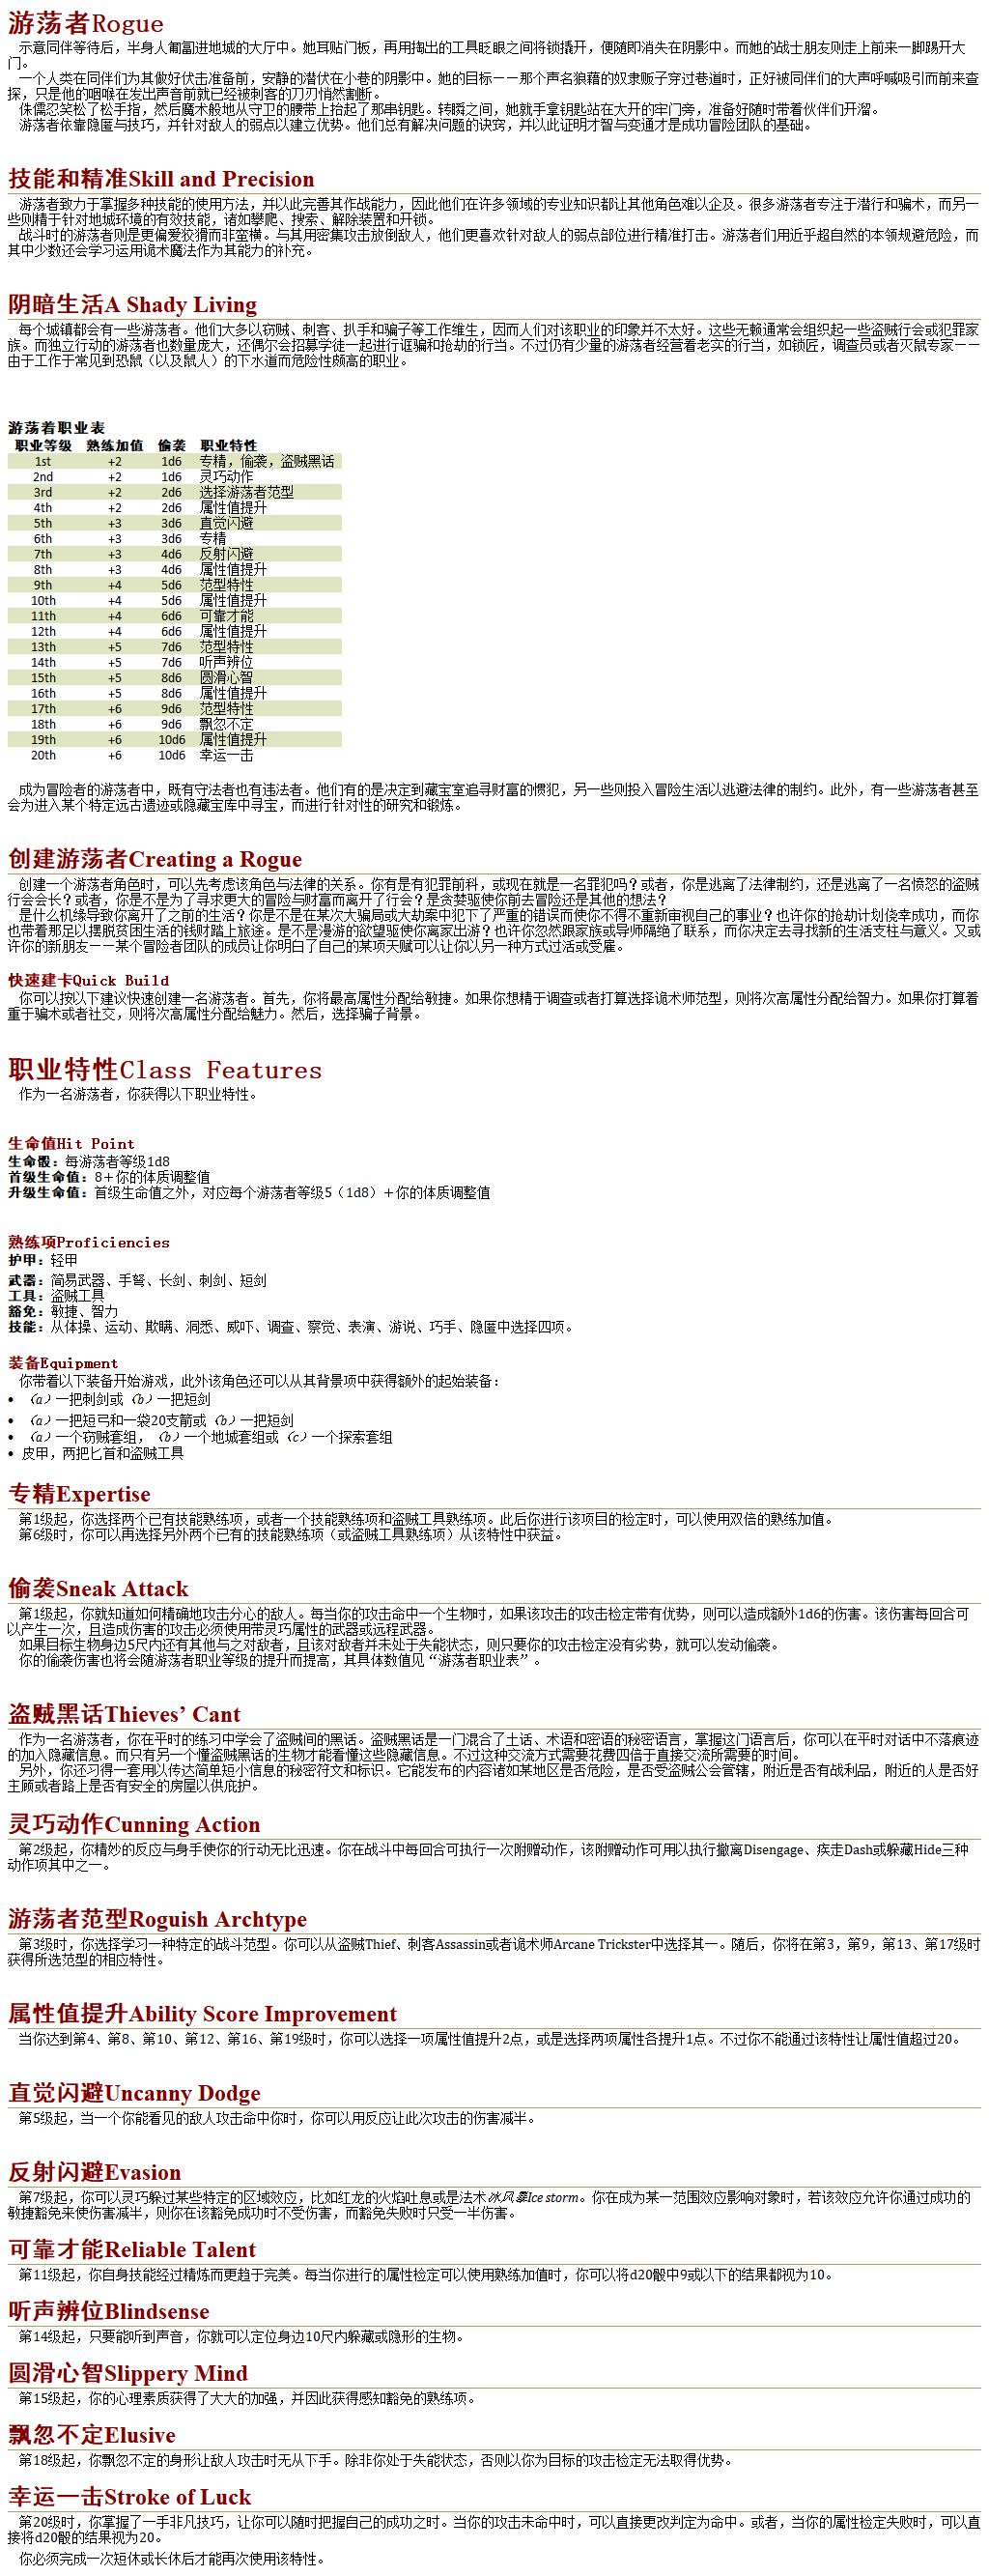 游荡者Rogue
示意同伴等待后，半身人匍匐进地城的大厅中。她耳贴门板，再用掏出的工具眨眼之间将锁撬开，便随即消失在阴影中。而她的战士朋友则走上前来一脚踢开大
门。
一个人类在同伴们为其做好伏击准备前，安静的潜伏在小巷的阴影中。她的目标－－那个声名狼藉的奴隶贩子穿过巷道时，正好被同伴们的大声呼喊吸引而前来查
探，只是他的咽喉在发出声音前就已经被刺客的刀刃悄然割断。
侏儒忍笑松了松手指，然后魔术般地从守卫的腰带上抬起了那串钥匙。转瞬之间，她就手拿钥匙站在大开的牢门旁，准备好随时带着伙伴们开溜。
游荡者依靠隐匿与技巧，并针对敌人的弱点以建立优势。他们总有解决问题的诀窍，并以此证明才智与变通才是成功冒险团队的基础。
技能和精准Skill and Precision
游荡者致力于掌握多种技能的使用方法，并以此完善其作战能力，因此他们在许多领域的专业知识都让其他角色难以企及。很多游荡者专注于潜行和骗术，而另一
些则精于针对地城环境的有效技能，诸如攀爬、搜索、解除装置和开锁。
战斗时的游荡者则是更偏爱狡猾而非蛮横。与其用密集攻击放倒敌人，他们更喜欢针对敌人的弱点部位进行精准打击。游荡者们用近乎超自然的本领规避危险，而
其中少数还会学习运用诡术魔法作为其能力的补充。
阴暗生活A Shady Living
每个城镇都会有一些游荡者。他们大多以窃贼、刺客、扒手和骗子等工作维生，因而人们对该职业的印象并不太好。这些无赖通常会组织起一些盗贼行会或犯罪家
族。而独立行动的游荡者也数量庞大，还偶尔会招募学徒一起进行诓骗和抢劫的行当。不过仍有少量的游荡者经营着老实的行当，如锁匠，调查员或者灭鼠专家－－
由于工作于常见到恐鼠（以及鼠人）的下水道而危险性颇高的职业。
游荡着职业表
职业等级 熟练加值 偷袭 职业特性
1st +2 1d6 专精，偷袭，盗贼黑话
2nd +2 1d6 灵巧动作
3rd +2 2d6 选择游荡者范型
4th +2 2d6 属性值提升
5th +3 3d6 直觉闪避
6th +3 3d6 专精
7th +3 4d6 反射闪避
8th +3 4d6 属性值提升
9th +4 5d6 范型特性
10th +4 5d6 属性值提升
11th +4 6d6 可靠才能
12th +4 6d6 属性值提升
13th +5 7d6 范型特性
14th +5 7d6 听声辨位
15th +5 8d6 圆滑心智
16th +5 8d6 属性值提升
17th +6 9d6 范型特性
18th +6 9d6 飘忽不定
19th +6 10d6 属性值提升
20th +6 10d6 幸运一击
成为冒险者的游荡者中，既有守法者也有违法者。他们有的是决定到藏宝室追寻财富的惯犯，另一些则投入冒险生活以逃避法律的制约。此外，有一些游荡者甚至
会为进入某个特定远古遗迹或隐藏宝库中寻宝，而进行针对性的研究和锻炼。
创建游荡者Creating a Rogue
创建一个游荡者角色时，可以先考虑该角色与法律的关系。你有是有犯罪前科，或现在就是一名罪犯吗？或者，你是逃离了法律制约，还是逃离了一名愤怒的盗贼
行会会长？或者，你是不是为了寻求更大的冒险与财富而离开了行会？是贪婪驱使你前去冒险还是其他的想法？
是什么机缘导致你离开了之前的生活？你是不是在某次大骗局或大劫案中犯下了严重的错误而使你不得不重新审视自己的事业？也许你的抢劫计划侥幸成功，而你
也带着那足以摆脱贫困生活的钱财踏上旅途。是不是漫游的欲望驱使你离家出游？也许你忽然跟家族或导师隔绝了联系，而你决定去寻找新的生活支柱与意义。又或
许你的新朋友－－某个冒险者团队的成员让你明白了自己的某项天赋可以让你以另一种方式过活或受雇。
快速建卡Quick Build
你可以按以下建议快速创建一名游荡者。首先，你将最高属性分配给敏捷。如果你想精于调查或者打算选择诡术师范型，则将次高属性分配给智力。如果你打算着
重于骗术或者社交，则将次高属性分配给魅力。然后，选择骗子背景。
职业特性Class Features
作为一名游荡者，你获得以下职业特性。
生命值Hit Point
生命骰：每游荡者等级1d8
首级生命值：8＋你的体质调整值
升级生命值：首级生命值之外，对应每个游荡者等级5（1d8）＋你的体质调整值
熟练项Proficiencies
护甲：轻甲
武器：简易武器、手弩、长剑、刺剑、短剑
工具：盗贼工具
豁免：敏捷、智力
技能：从体操、运动、欺瞒、洞悉、威吓、调查、察觉、表演、游说、巧手、隐匿中选择四项。
装备Equipment
你带着以下装备开始游戏，此外该角色还可以从其背景项中获得额外的起始装备：
• （a）一把刺剑或（b）一把短剑
• （a）一把短弓和一袋20支箭或（b）一把短剑
• （a）一个窃贼套组，（b）一个地城套组或（c）一个探索套组
• 皮甲，两把匕首和盗贼工具
专精Expertise
第1级起，你选择两个已有技能熟练项，或者一个技能熟练项和盗贼工具熟练项。此后你进行该项目的检定时，可以使用双倍的熟练加值。
第6级时，你可以再选择另外两个已有的技能熟练项（或盗贼工具熟练项）从该特性中获益。
偷袭Sneak Attack
第1级起，你就知道如何精确地攻击分心的敌人。每当你的攻击命中一个生物时，如果该攻击的攻击检定带有优势，则可以造成额外1d6的伤害。该伤害每回合可
以产生一次，且造成伤害的攻击必须使用带灵巧属性的武器或远程武器。
如果目标生物身边5尺内还有其他与之对敌者，且该对敌者并未处于失能状态，则只要你的攻击检定没有劣势，就可以发动偷袭。
你的偷袭伤害也将会随游荡者职业等级的提升而提高，其具体数值见“游荡者职业表”。
盗贼黑话Thieves’ Cant
作为一名游荡者，你在平时的练习中学会了盗贼间的黑话。盗贼黑话是一门混合了土话、术语和密语的秘密语言，掌握这门语言后，你可以在平时对话中不落痕迹
的加入隐藏信息。而只有另一个懂盗贼黑话的生物才能看懂这些隐藏信息。不过这种交流方式需要花费四倍于直接交流所需要的时间。
另外，你还习得一套用以传达简单短小信息的秘密符文和标识。它能发布的内容诸如某地区是否危险，是否受盗贼公会管辖，附近是否有战利品，附近的人是否好
主顾或者路上是否有安全的房屋以供庇护。
灵巧动作Cunning Action
第2级起，你精妙的反应与身手使你的行动无比迅速。你在战斗中每回合可执行一次附赠动作，该附赠动作可用以执行撤离Disengage、疾走Dash或躲藏Hide三种
动作项其中之一。
游荡者范型Roguish Archtype
第3级时，你选择学习一种特定的战斗范型。你可以从盗贼Thief、刺客Assassin或者诡术师Arcane Trickster中选择其一。随后，你将在第3，第9，第13、第17级时
获得所选范型的相应特性。
属性值提升Ability Score Improvement
当你达到第4、第8、第10、第12、第16、第19级时，你可以选择一项属性值提升2点，或是选择两项属性各提升1点。不过你不能通过该特性让属性值超过20。
直觉闪避Uncanny Dodge
第5级起，当一个你能看见的敌人攻击命中你时，你可以用反应让此次攻击的伤害减半。
反射闪避Evasion
第7级起，你可以灵巧躲过某些特定的区域效应，比如红龙的火焰吐息或是法术冰风暴Ice storm。你在成为某一范围效应影响对象时，若该效应允许你通过成功的
敏捷豁免来使伤害减半，则你在该豁免成功时不受伤害，而豁免失败时只受一半伤害。
可靠才能Reliable Talent
第11级起，你自身技能经过精炼而更趋于完美。每当你进行的属性检定可以使用熟练加值时，你可以将d20骰中9或以下的结果都视为10。
听声辨位Blindsense
第14级起，只要能听到声音，你就可以定位身边10尺内躲藏或隐形的生物。
圆滑心智Slippery Mind
第15级起，你的心理素质获得了大大的加强，并因此获得感知豁免的熟练项。
飘忽不定Elusive
第18级起，你飘忽不定的身形让敌人攻击时无从下手。除非你处于失能状态，否则以你为目标的攻击检定无法取得优势。
幸运一击Stroke of Luck
第20级时，你掌握了一手非凡技巧，让你可以随时把握自己的成功之时。当你的攻击未命中时，可以直接更改判定为命中。或者，当你的属性检定失败时，可以直
接将d20骰的结果视为20。
你必须完成一次短休或长休后才能再次使用该特性。